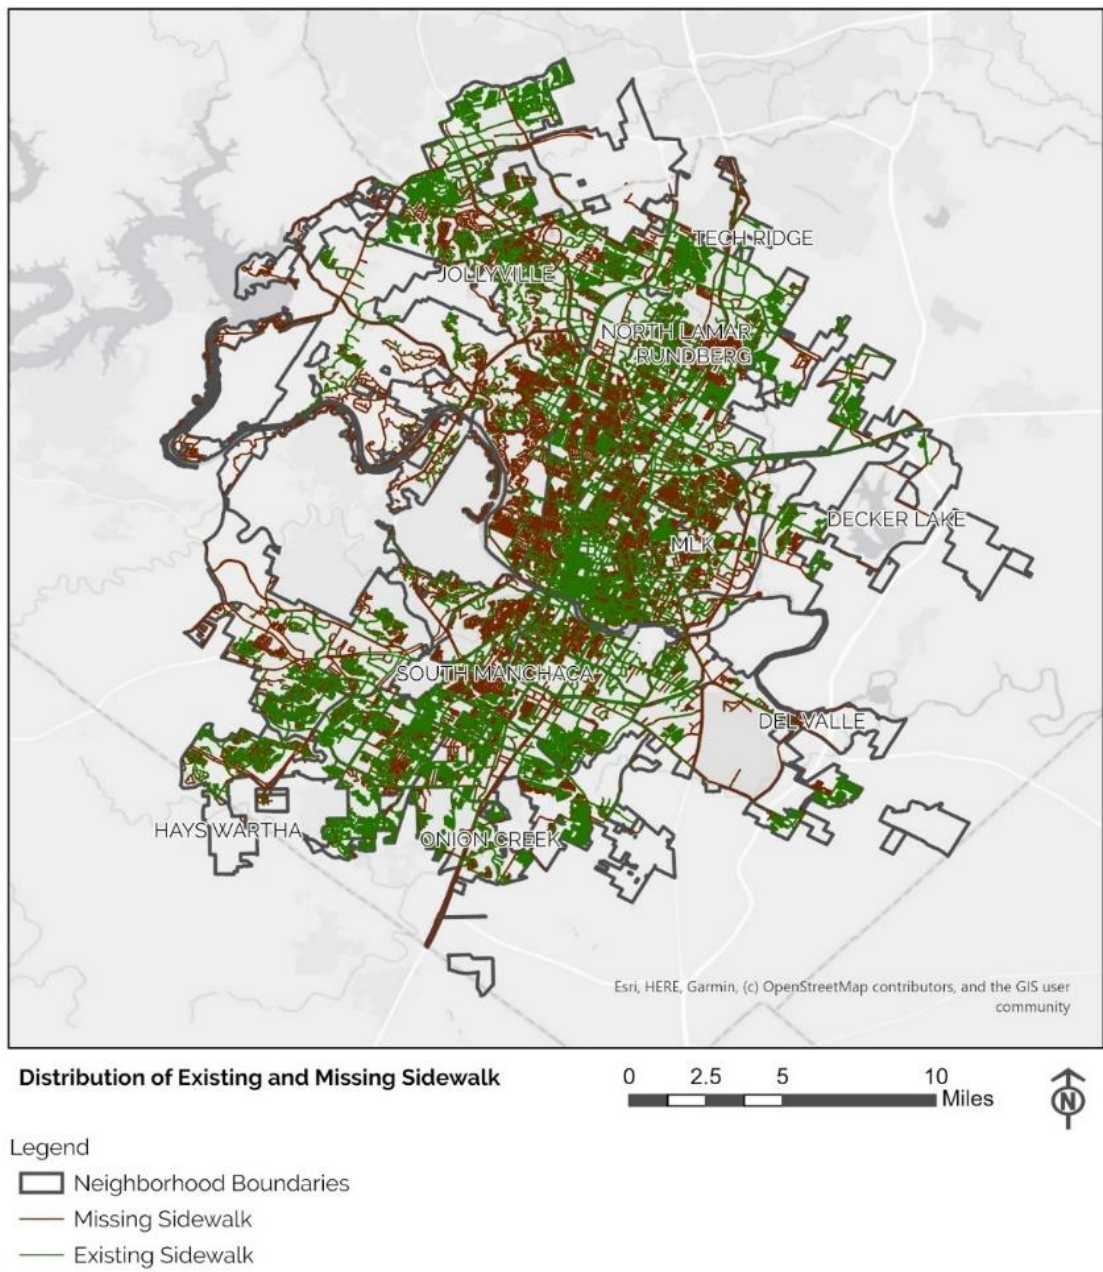 TECH RIDGE
JOLLYVILLE
NORTH LAMAR
RUNDBERG
DECKER LAKE
MLK
SOUTH MANCHACA
DEL VALLE
HAYS WARTHA
ONION CREEK
Esri, HERE, Garmin, (c) OpenStreetMap contributors, and the GIS user
community
Distribution of Existing and Missing Sidewalk
0 2.5 5 10
Miles
N
Legend
Neighborhood Boundaries
Missing Sidewalk
Existing Sidewalk